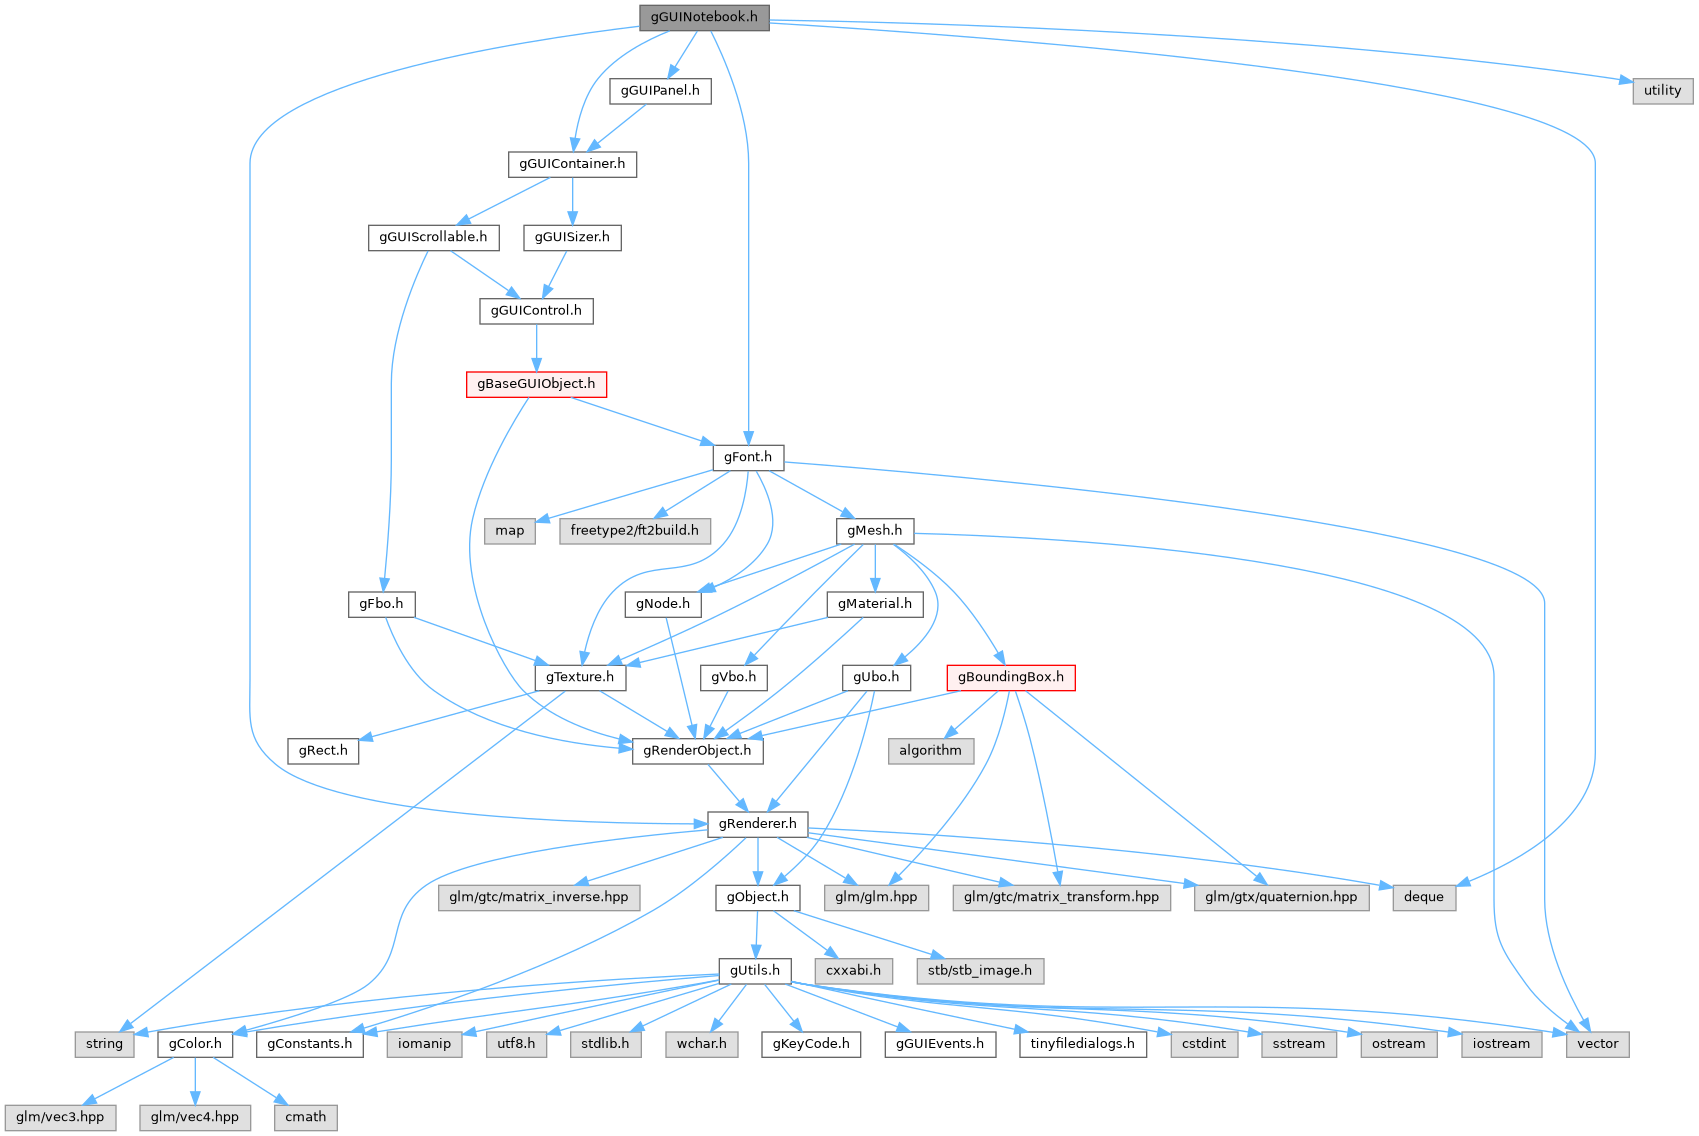 gGUINotebook.h
gGUIPanel.h
utility
gGUIContainer.h
gGUIScrollable.h
gGUISizer.h
gGUIControl.h
gBaseGUIObject.h
gFont.h
map
freetype2/ft2build.h
gMesh.h
gFbo.h
gNode.h
gMaterial.h
gTexture.h
gVbo.h
gUbo.h
gBoundingBox.h
gRect.h
gRenderObject.h
algorithm
gRenderer.h
glm/gtc/matrix_inverse.hpp
gObject.h
glm/glm.hpp
glm/gtc/matrix_transform.hpp
glm/gtx/quaternion.hpp
deque
gUtils.h
cxxabi.h
stb/stb_image.h
string
gColor.h
gConstants.h
iomanip
utf8.h
stdlib.h
wchar.h
gKeyCode.h
gGUIEvents.h
tinyfiledialogs.h
cstdint
sstream
ostream
iostream
vector
glm/vec3.hpp
glm/vec4.hpp
cmath